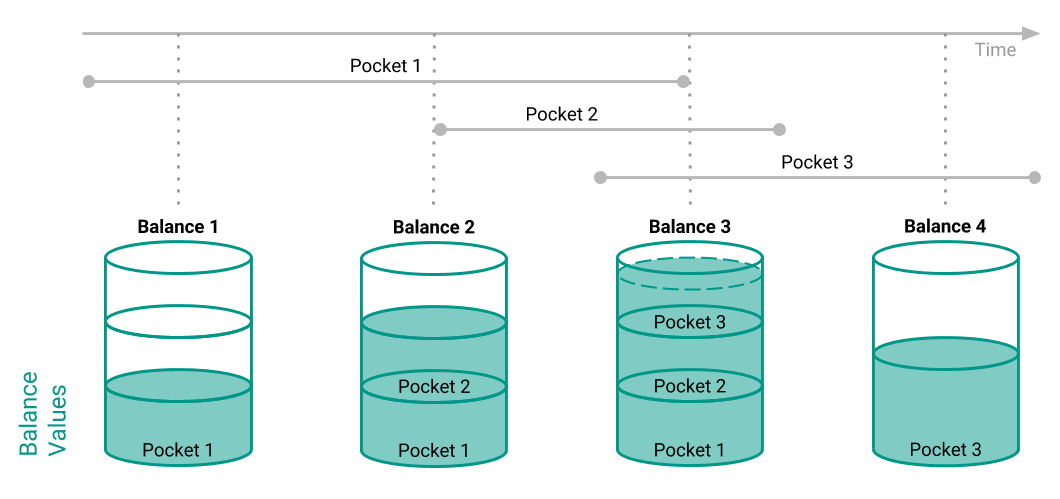 Time
Pocket 1
Pocket 2
Pocket 3
Balance 1
Balance 2
Balance 3
Balance 4
Pocket 3
Pocket 2
Pocket 2
Pocket 1
Pocket 1
Pocket 1
Pocket 3
Balance
Values